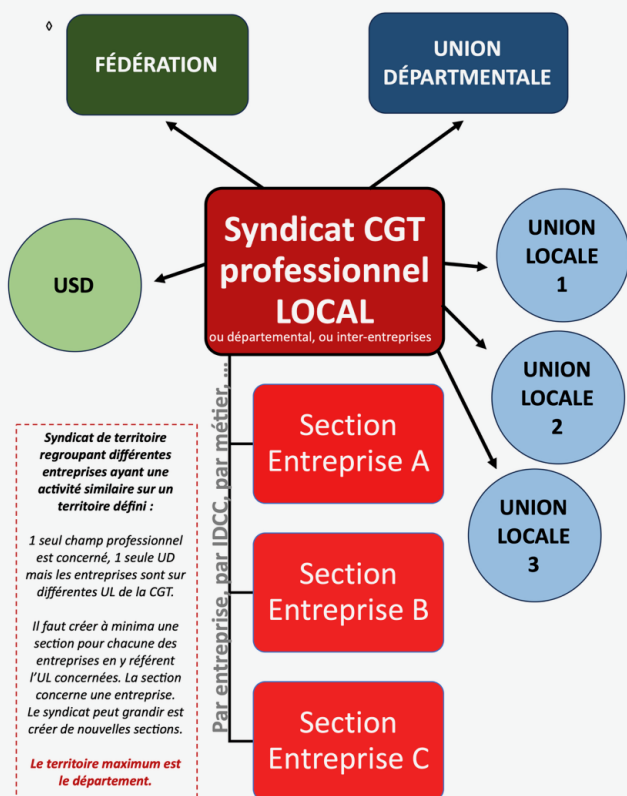 ◊
FÉDÉRATION
UNION
DÉPARTMENTALE
Syndicat CGT
professionnel
LOCAL
ou départemental, ou inter-entreprises
USD
UNION
LOCALE
1
UNION
LOCALE
2
UNION
LOCALE
3
Par entreprise, par IDCC, par métier, ...
Section
Entreprise A
Section
Entreprise B
Section
Entreprise C
Syndicat de territoire
regroupant différentes
entreprises ayant une
activité similaire sur un
territoire défini :
1 seul champ professionnel
est concerné, 1 seule UD
mais les entreprises sont sur
différentes UL de la CGT.
Il faut créer à minima une
section pour chacune des
entreprises en y référent
l’UL concernées. La section
concerne une entreprise.
Le syndicat peut grandir est
créer de nouvelles sections.
Le territoire maximum est
le département.